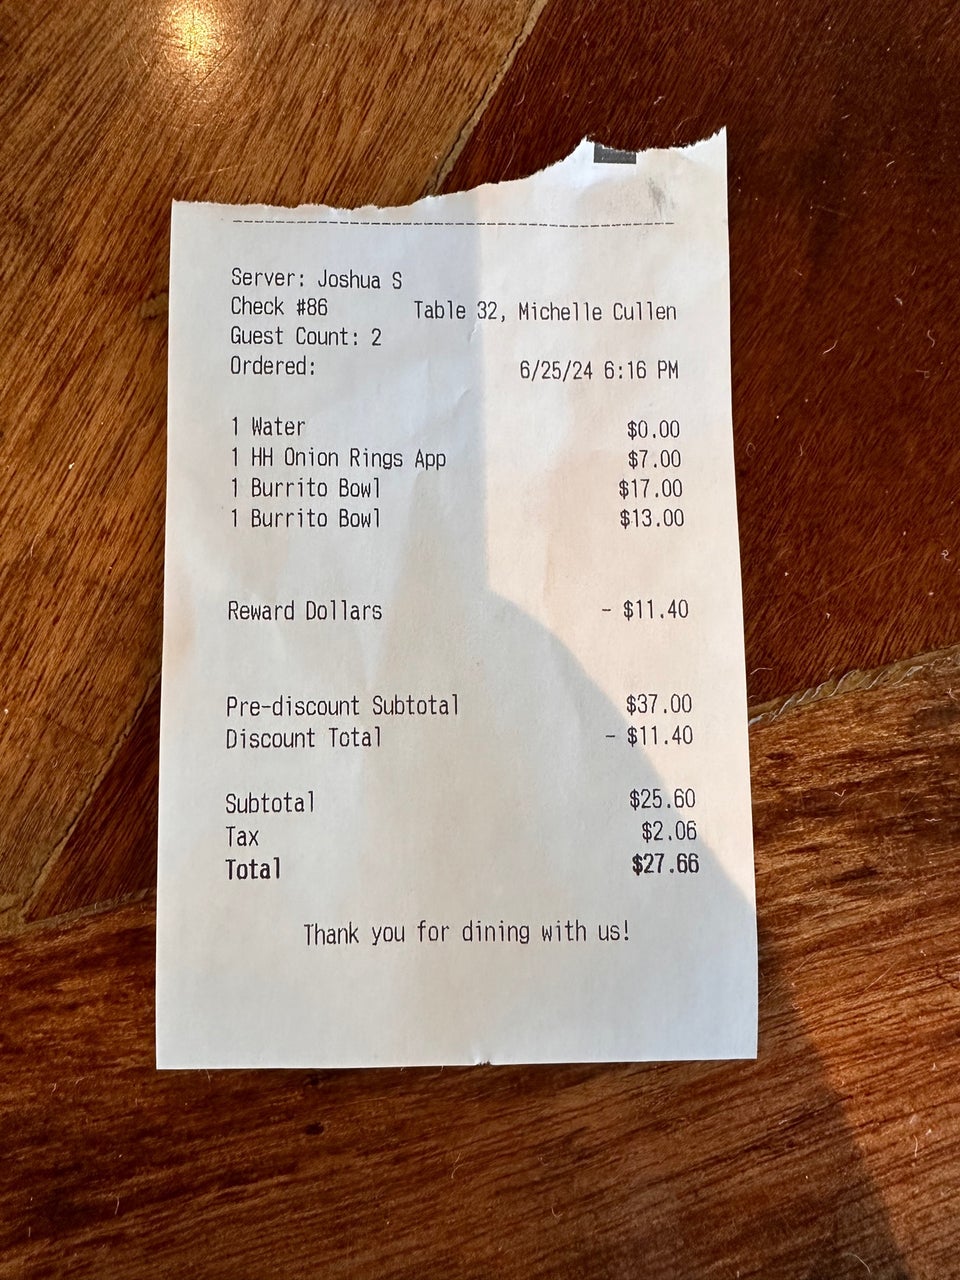 Server: Joshua S
Check #86 Table 32, Michelle Cullen
Guest Count: 2
Ordered: 6/25/24 6:16 PM
1 Water $0.00
1 HH Onion Rings App $7.00
1 Burrito Bowl $17.00
1 Burrito Bowl $13.00
Reward Dollars - $11.40
Pre-discount Subtotal $37.00
Discount Total - $11.40
Subtotal $25.60
Tax $2.06
Total $27.66
Thank you for dining with us!